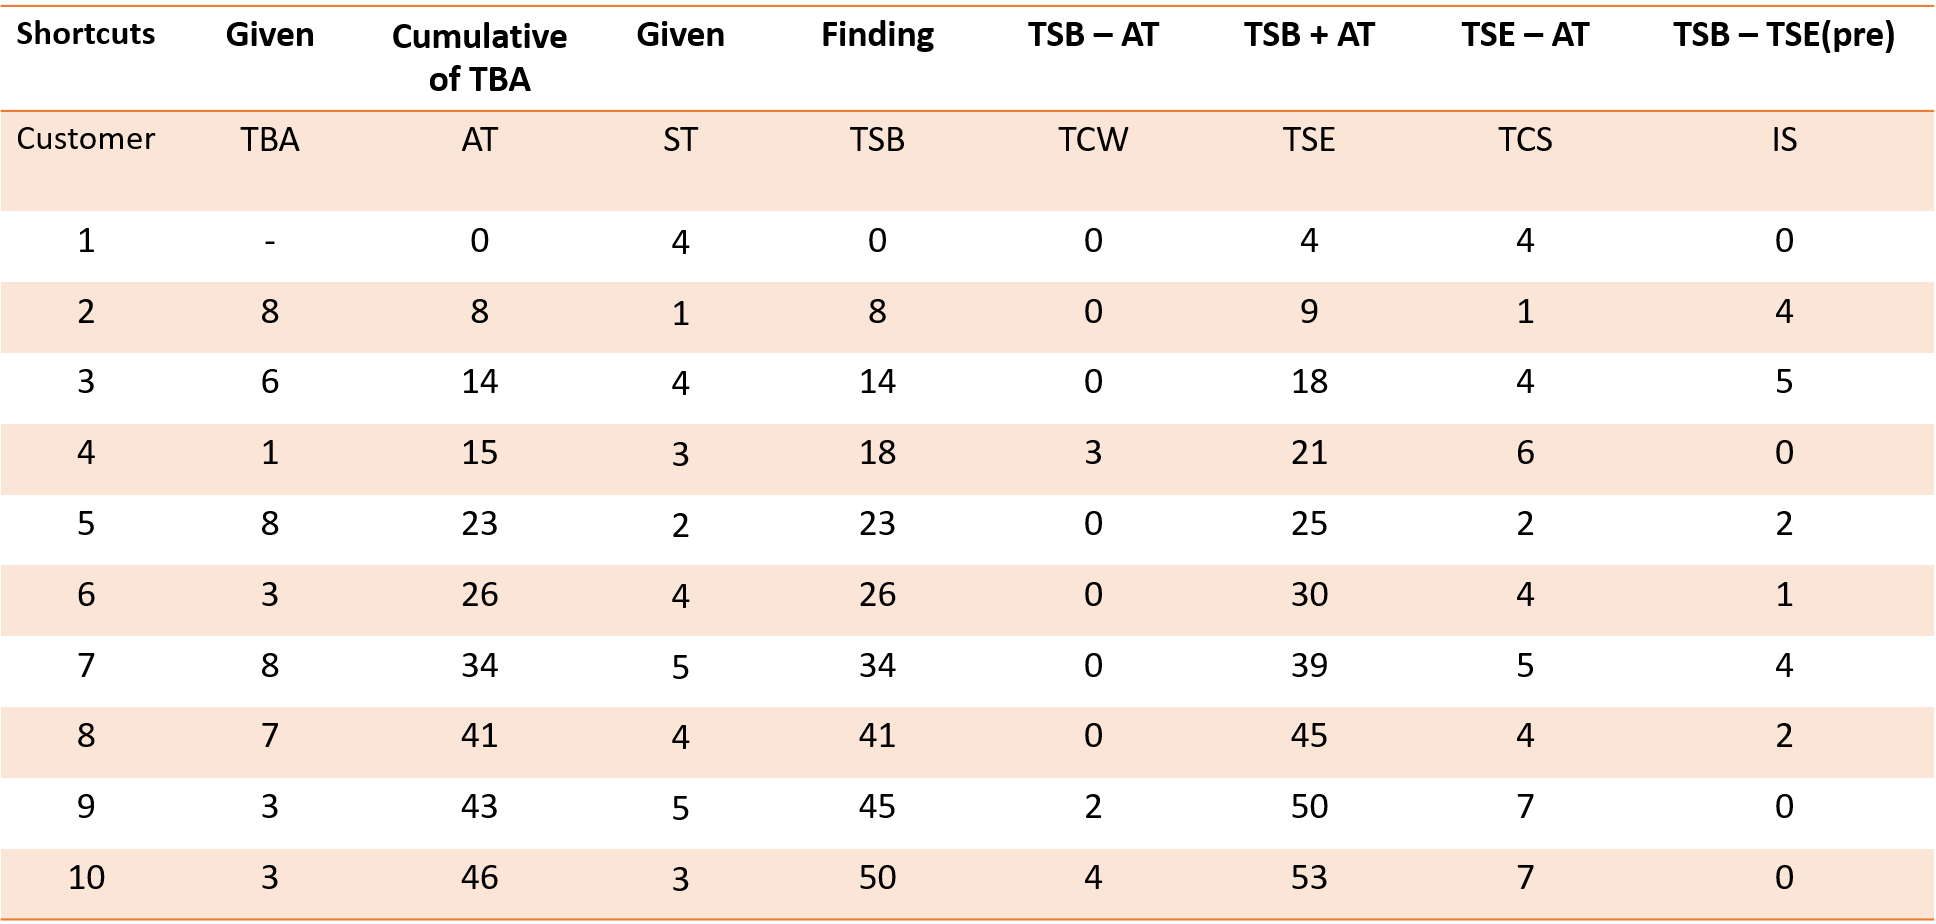 Shortcuts Given Cumulative of TBA Given Finding TSB – AT TSB + AT TSE – AT TSB – TSE(pre)
Customer TBA AT ST TSB TCW TSE TCS IS
1 - 0 4 0 0 4 4 0
2 8 8 1 8 0 9 1 4
3 6 14 4 14 0 18 4 5
4 1 15 3 18 3 21 6 0
5 8 23 2 23 0 25 2 2
6 3 26 4 26 0 30 4 1
7 8 34 5 34 0 39 5 4
8 7 41 4 41 0 45 4 2
9 3 43 5 45 2 50 7 0
10 3 46 3 50 4 53 7 0